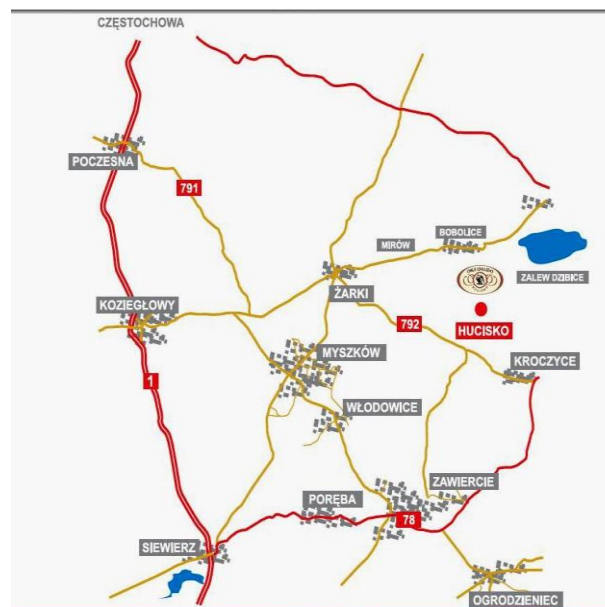 CZĘSTOCHOWA
POCZESNA
791
BOBOLICE
MIRÓW
ZALEW DZIBICE
ŻARKI
KOZIEGŁOWY
HUCISKO
792
MYSZKÓW
KROCZYCE
1
WŁODOWICE
ZAWIERCIE
PORĘBA
78
SIEWIERZ
OGRODZIENIEC